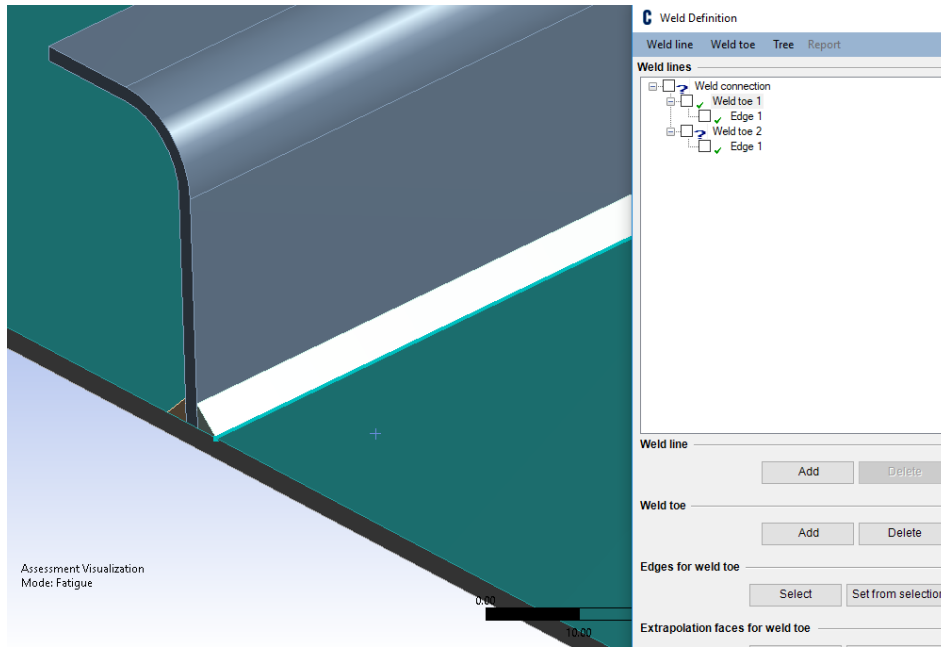 Weld Definition
Weld line Weld toe Tree Report
Weld lines
Weld connection
Weld toe 1
Edge 1
Weld toe 2
Edge 1
Weld line
Add Delete
Weld toe
Add Delete
Edges for weld toe
Select Set from selection
Extrapolation faces for weld toe
Assessment Visualization
Mode: Fatigue
0.00
10.00